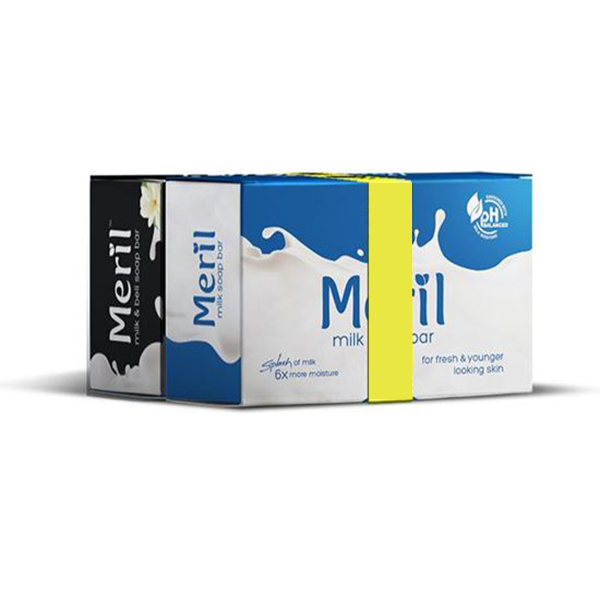 Meril
milk & beli soap bar
Meril
milk soap bar
Meril
milk bar
Splash of milk
6x more moisture
for fresh & younger
looking skin
pH
BALANCED